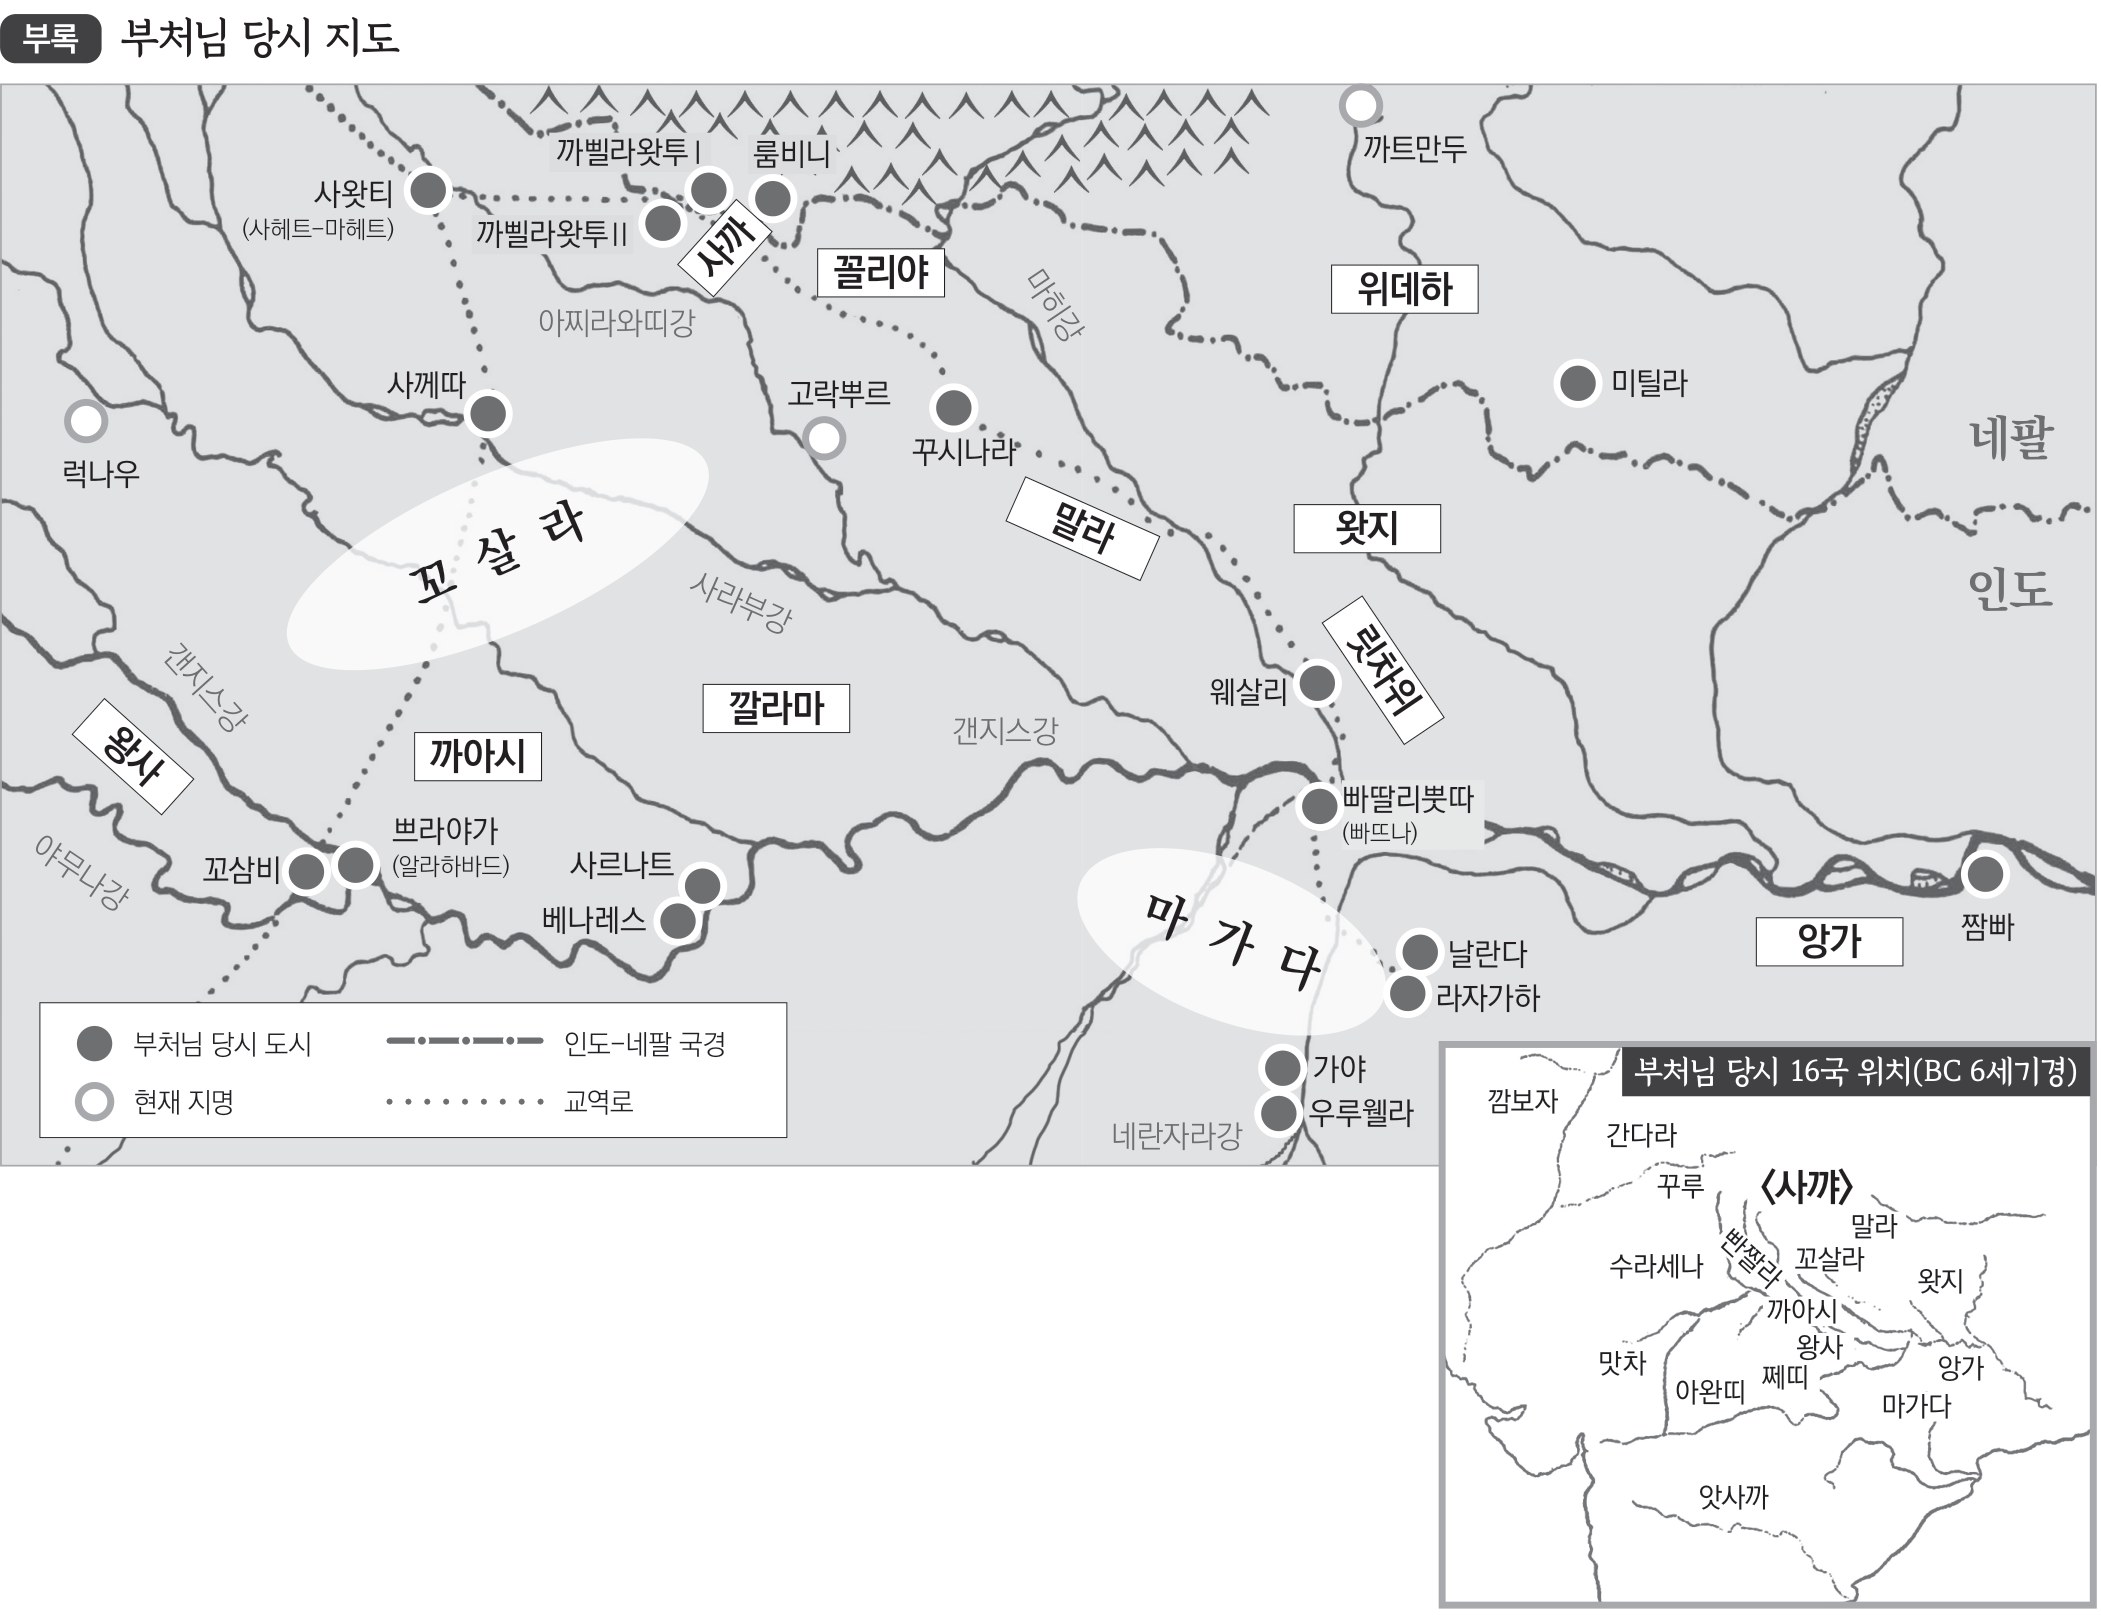 부록 부처님 당시 지도
까삘라왓투Ⅰ
룸비니
까트만두
사왓티
(사헤트-마헤트)
까삘라왓투Ⅱ
사까
꼴리야
마히강
위데하
아찌라와띠강
사께따
고락뿌르
미틸라
꾸시나라
럭나우
네팔
꼬살라
말라
왓지
인도
사라부강
릿차위
갠지스강
웨살리
깔라마
갠지스강
왕사
까아시
빠딸리뿟따
(빠뜨나)
쁘라야가
(알라하바드)
야무나강
꼬삼비
사르나트
베나레스
마가다
짬빠
앙가
날란다
라자가하
가야
우루웰라
네란자라강
부처님 당시 도시
인도-네팔 국경
현재 지명
교역로
부처님 당시 16국 위치(BC 6세기경)
깜보자
간다라
꾸루
〈사꺄〉
말라
빤짤라
꼬살라
수라세나
왓지
까아시
왕사
맛차
앙가
쩨띠
아완띠
마가다
앗사까